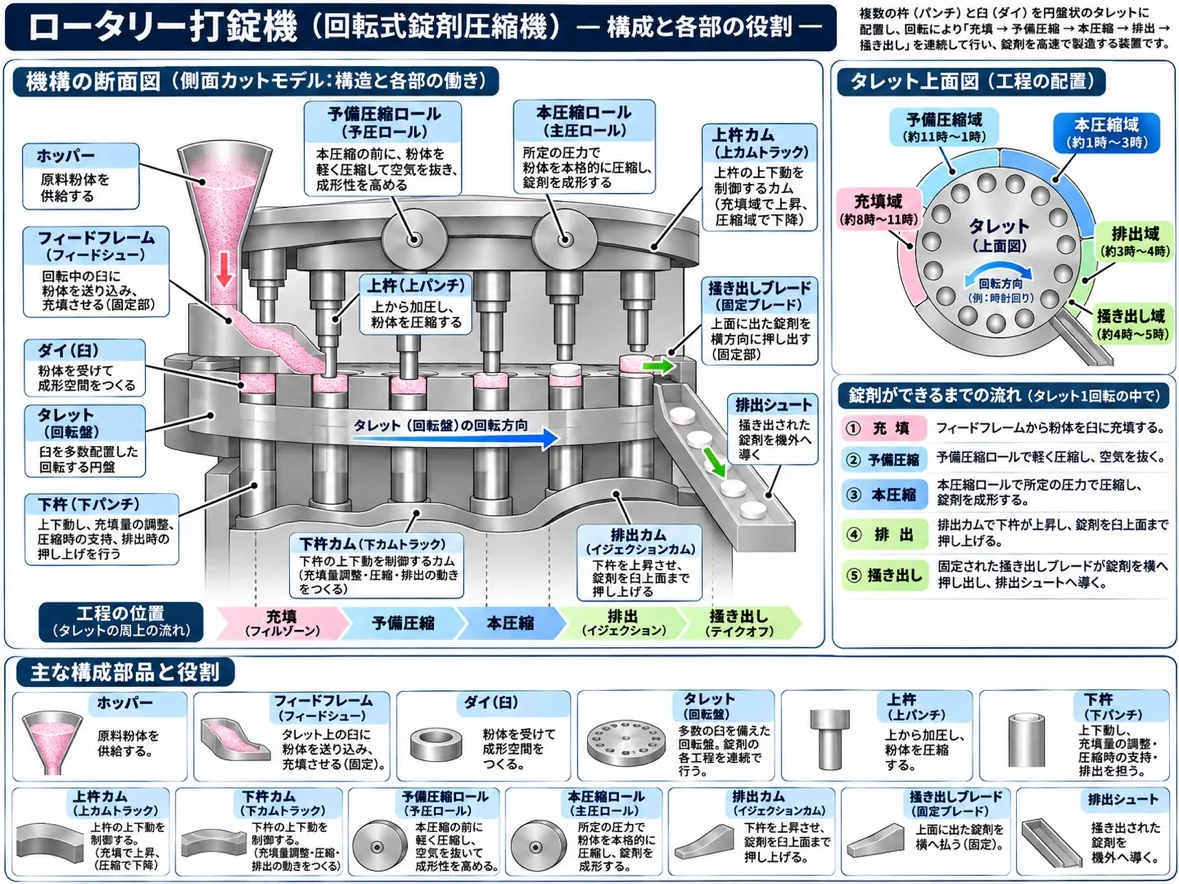 ロータリー打錠機（回転式錠剤圧縮機）― 構成と各部の役割 ―
複数の杵（パンチ）と臼（ダイ）を円盤状のタレットに
配置し、回転により「充填 → 予備圧縮 → 本圧縮 → 排出 →
掻き出し」を連続して行い、錠剤を高速で製造する装置です。
機構の断面図（側面カットモデル：構造と各部の働き）
ホッパー
原料粉体を
供給する
フィードフレーム
（フィードシュー）
回転中の臼に
粉体を送り込み、
充填させる（固定部）
ダイ（臼）
粉体を受けて
成形空間をつくる
タレット
（回転盤）
臼を多数配置した
回転する円盤
下杵（下パンチ）
上下動し、充填量の調整、
圧縮時の支持、排出時の
押し上げを行う
予備圧縮ロール
（予圧ロール）
本圧縮の前に、粉体を
軽く圧縮して空気を抜き、
成形性を高める
本圧縮ロール
（主圧ロール）
所定の圧力で
粉体を本格的に圧縮し、
錠剤を成形する
上杵カム
（上カムトラック）
上杵の上下動を
制御するカム
（充填域で上昇、
圧縮域で下降）
上杵（上パンチ）
上から加圧し、
粉体を圧縮する
掻き出しブレード
（固定ブレード）
上面に出た錠剤を
横方向に押し出す
（固定部）
タレット（回転盤）の回転方向
排出シュート
掻き出された
錠剤を機外へ
導く
下杵カム（下カムトラック）
下杵の上下動を制御するカム
（充填量調整・圧縮・排出の動き
をつくる）
排出カム
（イジェクションカム）
下杵を上昇させ、
錠剤を臼上面まで
押し上げる
工程の位置
（タレットの周上の流れ）
充填
（フィルゾーン）
予備圧縮
本圧縮
排出
（イジェクション）
掻き出し
（テイクオフ）
タレット上面図（工程の配置）
予備圧縮域
（約11時～1時）
本圧縮域
（約1時～3時）
充填域
（約8時～11時）
排出域
（約3時～4時）
掻き出し域
（約4時～5時）
タレット
（上面図）
回転方向
（例：時計回り）
錠剤ができるまでの流れ（タレット1回転の中で）
① 充 填 フィードフレームから粉体を臼に充填する。
② 予備圧縮 予備圧縮ロールで軽く圧縮し、空気を抜く。
③ 本圧縮 本圧縮ロールで所定の圧力で圧縮し、
錠剤を成形する。
④ 排 出 排出カムで下杵が上昇し、錠剤を臼上面まで
押し上げる。
⑤ 掻き出し 固定された掻き出しブレードが錠剤を横へ
押し出し、排出シュートへ導く。
主な構成部品と役割
ホッパー
原料粉体を
供給する。
フィードフレーム
（フィードシュー）
タレット上の臼に
粉体を送り込み、
充填させる（固定）。
ダイ（臼）
粉体を受けて
成形空間を
つくる。
タレット
（回転盤）
多数の臼を備えた
回転盤。錠剤の
各工程を連続で
行う。
上杵
（上パンチ）
上から加圧し、
粉体を圧縮
する。
下杵
（下パンチ）
上下動し、
充填量の調整・
圧縮時の支持・
排出を担う。
上杵カム
（上カムトラック）
上杵の上下動を
制御する。
（充填で上昇、
圧縮で下降）
下杵カム
（下カムトラック）
下杵の上下動を
制御する。
（充填量調整・圧縮・
排出の動きをつくる）
予備圧縮ロール
（予圧ロール）
本圧縮の前に
軽く圧縮し、
空気を抜いて
成形性を高める。
本圧縮ロール
（主圧ロール）
所定の圧力で
粉体を本格的に
圧縮し、錠剤を
成形する。
排出カム
（イジェクションカム）
下杵を上昇させ、
錠剤を臼上面まで
押し上げる。
掻き出しブレード
（固定ブレード）
上面に出た錠剤を
横へ払う（固定）。
排出シュート
掻き出された
錠剤を
機外へ導く。